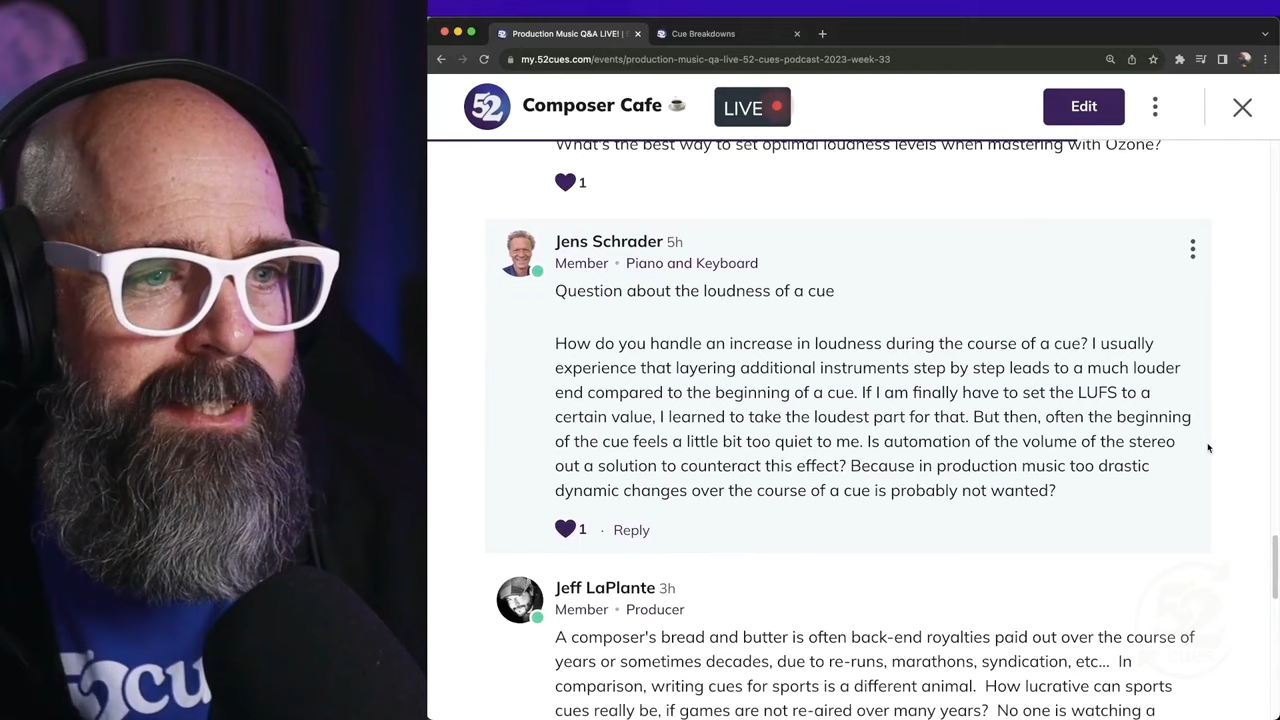 Production Music Q&A LIVE! |
Cue Breakdowns
my.52cues.com/events/production-music-qa-live-52-cues-podcast-2023-week-33
52
Composer Cafe
LIVE
Edit
What's the best way to set optimal loudness levels when mastering with Ozone?
1
Jens Schrader 5h
Member • Piano and Keyboard
Question about the loudness of a cue
How do you handle an increase in loudness during the course of a cue? I usually
experience that layering additional instruments step by step leads to a much louder
end compared to the beginning of a cue. If I am finally have to set the LUFS to a
certain value, I learned to take the loudest part for that. But then, often the beginning
of the cue feels a little bit too quiet to me. Is automation of the volume of the stereo
out a solution to counteract this effect? Because in production music too drastic
dynamic changes over the course of a cue is probably not wanted?
1 · Reply
Jeff LaPlante 3h
Member • Producer
A composer's bread and butter is often back-end royalties paid out over the course of
years or sometimes decades, due to re-runs, marathons, syndication, etc... In
comparison, writing cues for sports is a different animal. How lucrative can sports
cues really be, if games are not re-aired over many years? No one is watching a
52cu
52
cues